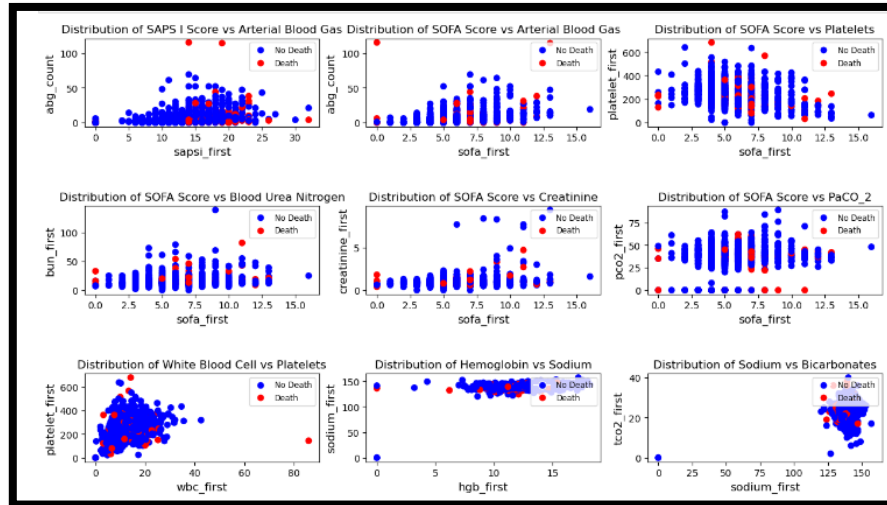 Distribution of SAPS I Score vs Arterial Blood Gas
abg_count
100
50
0
No Death
Death
0
5
10
15
20
25
30
sapsi_first
Distribution of SOFA Score vs Arterial Blood Gas
abg_count
100
50
0
No Death
Death
0.0
2.5
5.0
7.5
10.0
12.5
15.0
sofa_first
Distribution of SOFA Score vs Platelets
platelet_first
600
400
200
0
No Death
Death
0.0
2.5
5.0
7.5
10.0
12.5
15.0
sofa_first
Distribution of SOFA Score vs Blood Urea Nitrogen
bun_first
100
50
0
No Death
Death
0.0
2.5
5.0
7.5
10.0
12.5
15.0
sofa_first
Distribution of SOFA Score vs Creatinine
creatinine_first
5
0
No Death
Death
0.0
2.5
5.0
7.5
10.0
12.5
15.0
sofa_first
Distribution of SOFA Score vs PaCO_2
pco2_first
75
50
25
0
No Death
Death
0.0
2.5
5.0
7.5
10.0
12.5
15.0
sofa_first
Distribution of White Blood Cell vs Platelets
platelet_first
600
400
200
0
No Death
Death
0
20
40
60
80
wbc_first
Distribution of Hemoglobin vs Sodium
sodium_first
150
100
50
0
No Death
Death
0
5
10
15
hgb_first
Distribution of Sodium vs Bicarbonates
tco2_first
40
20
0
No Death
Death
0
25
50
75
100
125
150
sodium_first